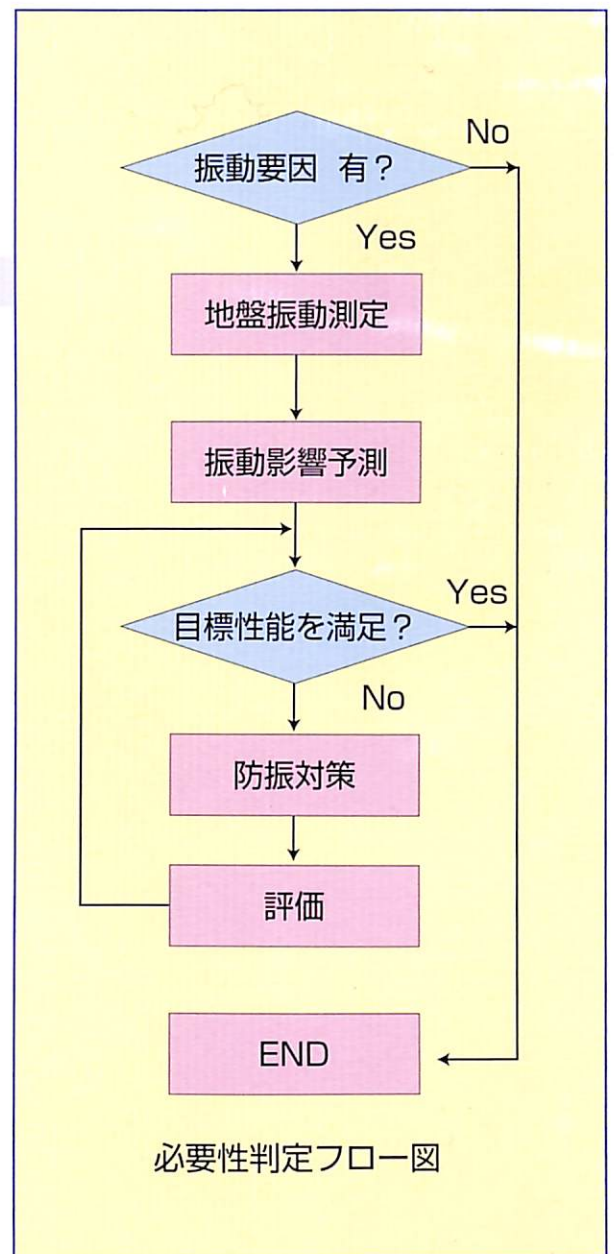 振動要因 有？
No
Yes
地盤振動測定
振動影響予測
目標性能を満足？
Yes
No
防振対策
評価
END
必要性判定フロー図